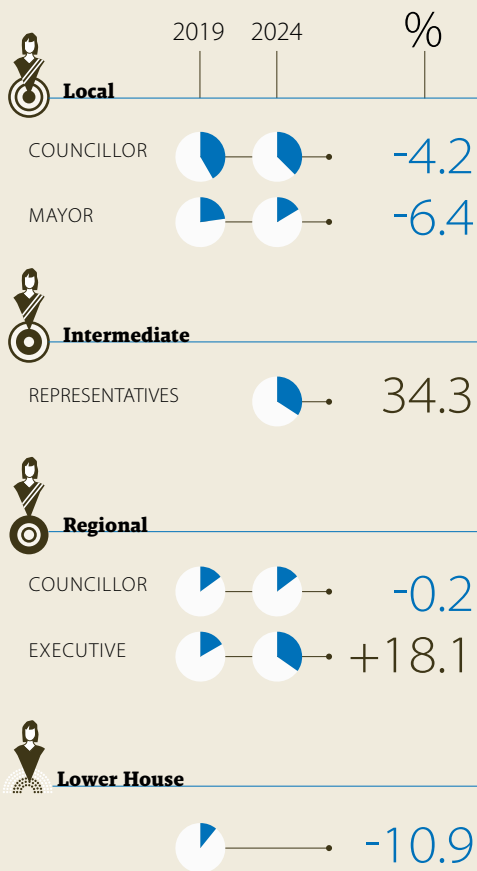 2019 2024 %
Local
COUNCILLOR -4.2
MAYOR -6.4
Intermediate
REPRESENTATIVES 34.3
Regional
COUNCILLOR -0.2
EXECUTIVE +18.1
Lower House
-10.9